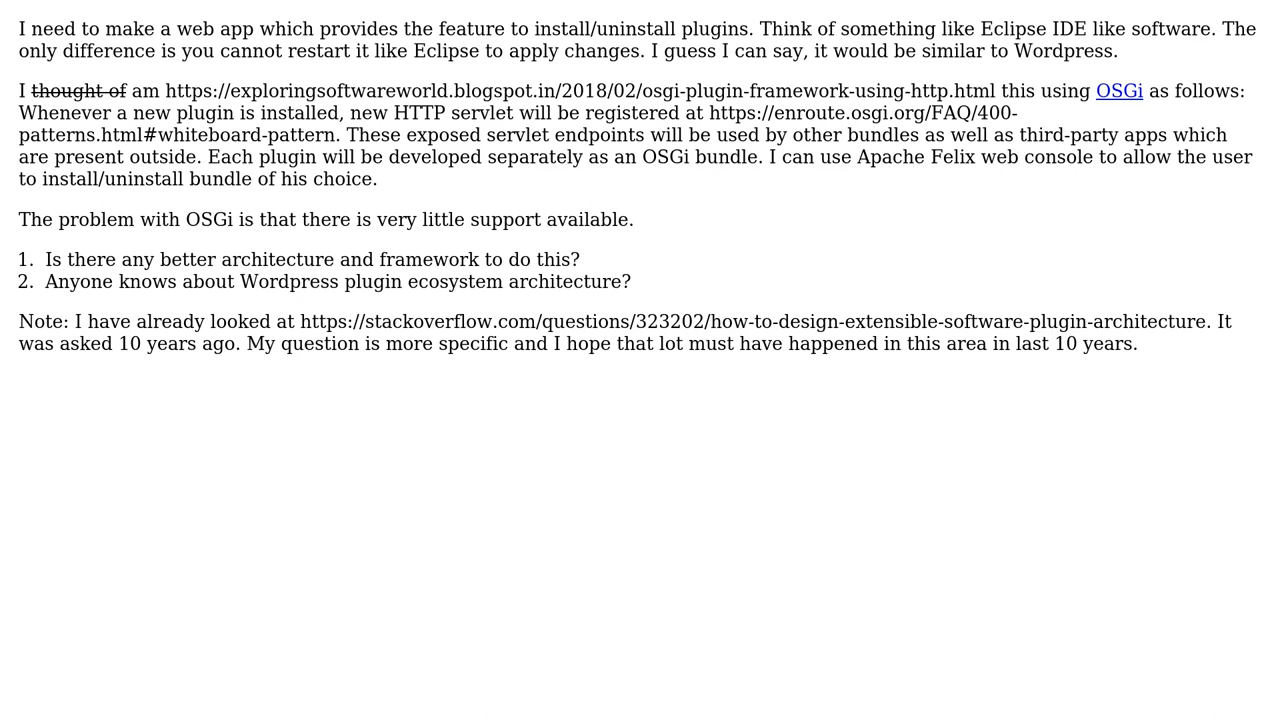 I need to make a web app which provides the feature to install/uninstall plugins. Think of something like Eclipse IDE like software. The
only difference is you cannot restart it like Eclipse to apply changes. I guess I can say, it would be similar to Wordpress.
I thought of am https://exploringsoftwareworld.blogspot.in/2018/02/osgi-plugin-framework-using-http.html this using OSGi as follows:
Whenever a new plugin is installed, new HTTP servlet will be registered at https://enroute.osgi.org/FAQ/400-
patterns.html#whiteboard-pattern. These exposed servlet endpoints will be used by other bundles as well as third-party apps which
are present outside. Each plugin will be developed separately as an OSGi bundle. I can use Apache Felix web console to allow the user
to install/uninstall bundle of his choice.
The problem with OSGi is that there is very little support available.
1. Is there any better architecture and framework to do this?
2. Anyone knows about Wordpress plugin ecosystem architecture?
Note: I have already looked at https://stackoverflow.com/questions/323202/how-to-design-extensible-software-plugin-architecture. It
was asked 10 years ago. My question is more specific and I hope that lot must have happened in this area in last 10 years.